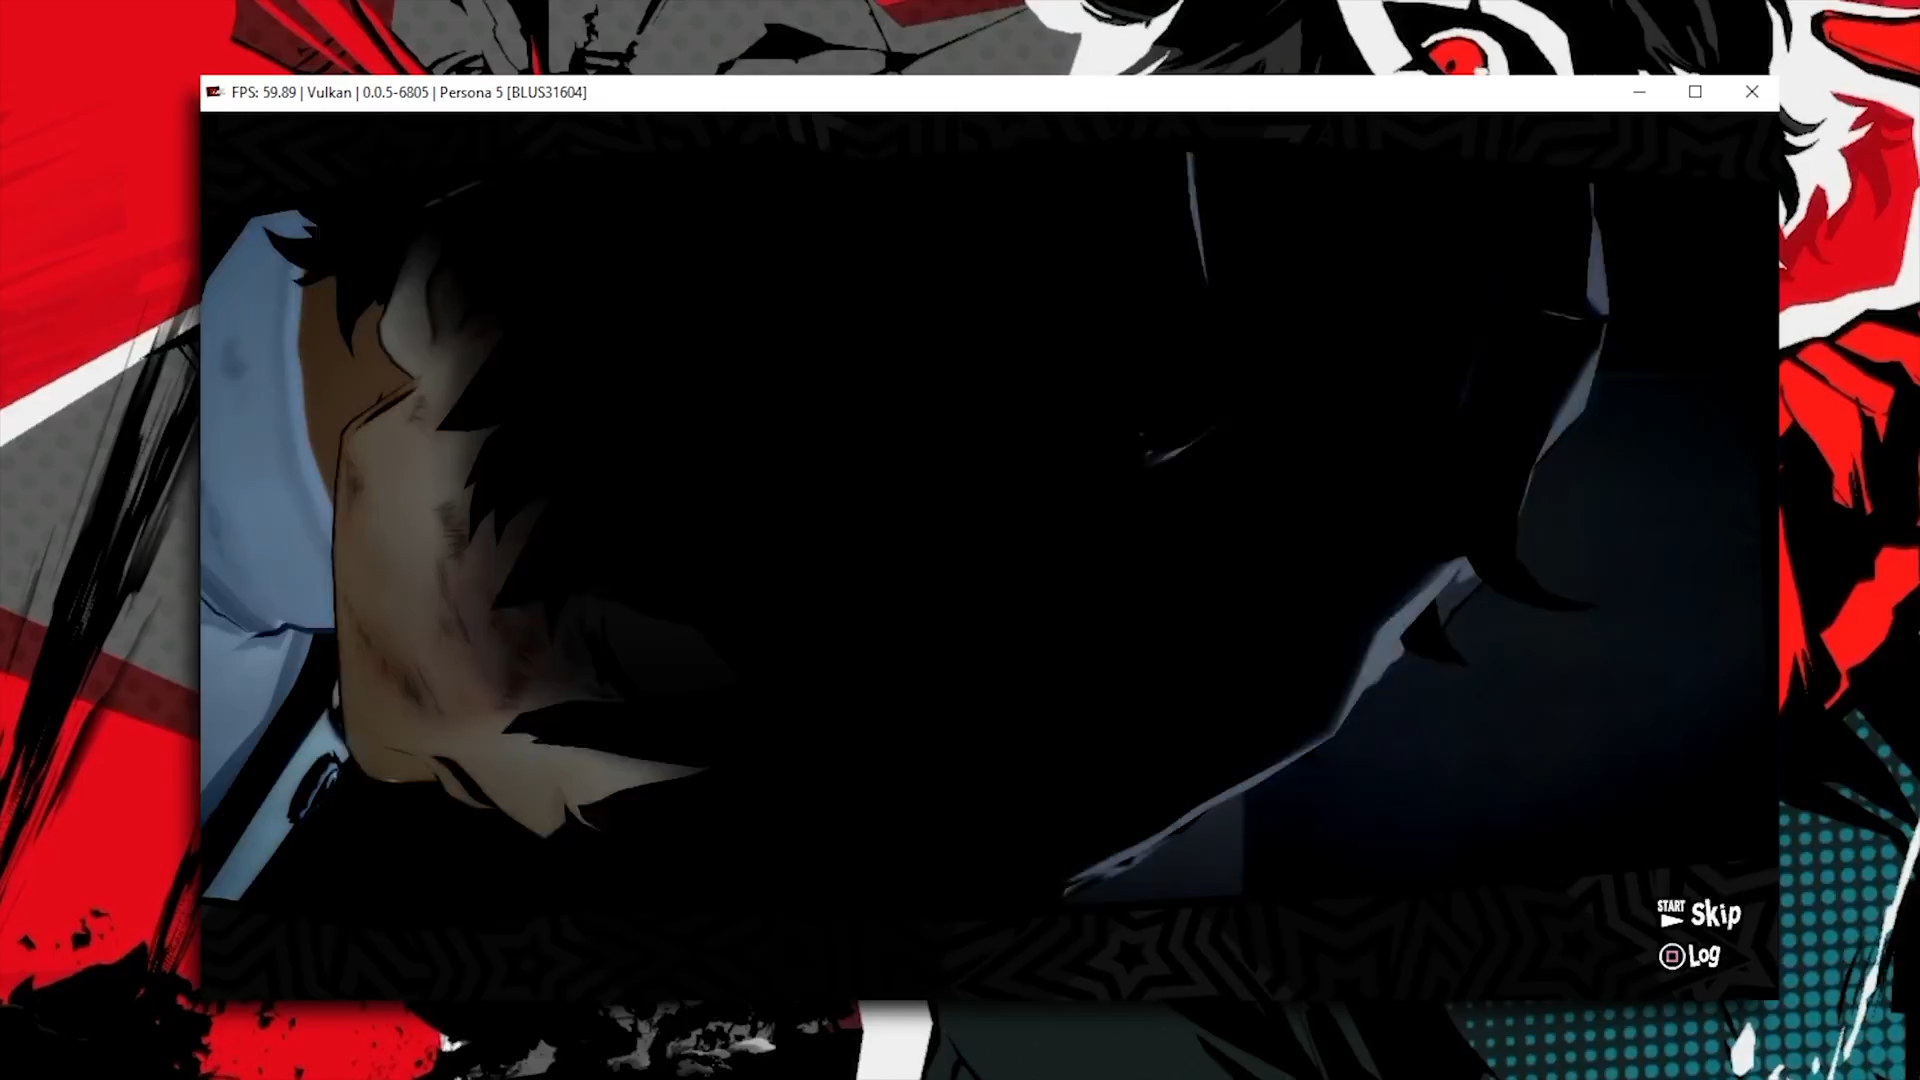 FPS: 59.89 | Vulkan | 0.0.5-6805 | Persona 5 [BLUS31604]
START
Skip
Log